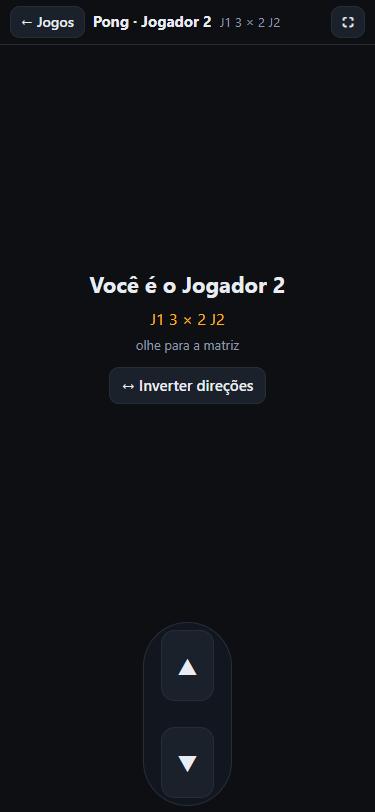 ← Jogos Pong · Jogador 2 J1 3 × 2 J2
Você é o Jogador 2
J1 3 × 2 J2
olhe para a matriz
↔ Inverter direções
▲
▼